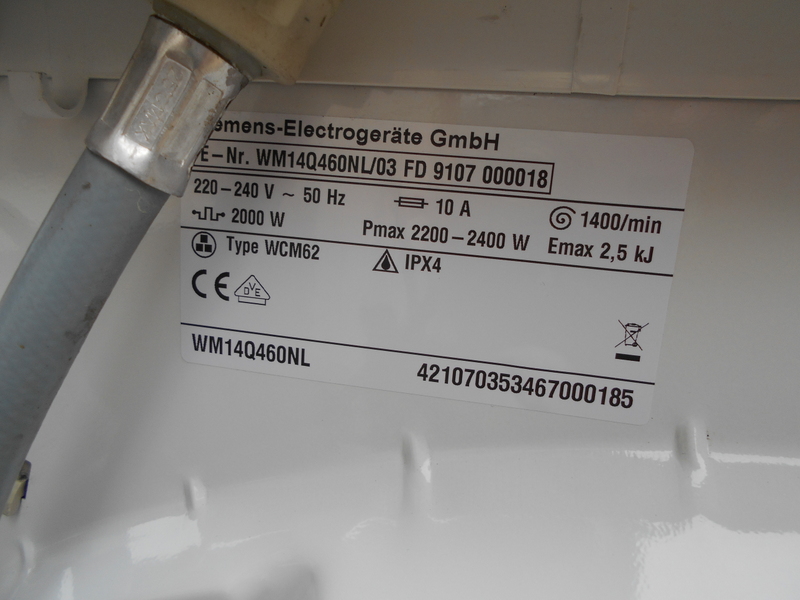 emens-Electrogeräte GmbH
E-Nr. WM14Q460NL/03 FD 9107 000018
220-240 V ~ 50 Hz 10 A 1400/min
2000 W Pmax 2200-2400 W Emax 2,5 kJ
Type WCM62 IPX4
CE DVE
WM14Q460NL 421070353467000185